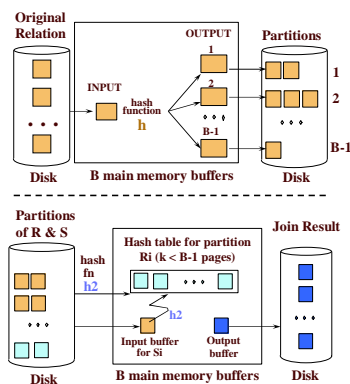 Original
Relation
OUTPUT
Partitions
1
INPUT
2
hash
function
h
B-1
1
2
B-1
Disk
B main memory buffers
Disk
Partitions
of R & S
hash
fn
h2
Hash table for partition
Ri (k < B-1 pages)
h2
Input buffer
for Si
Output
buffer
B main memory buffers
Disk
Join Result
Disk